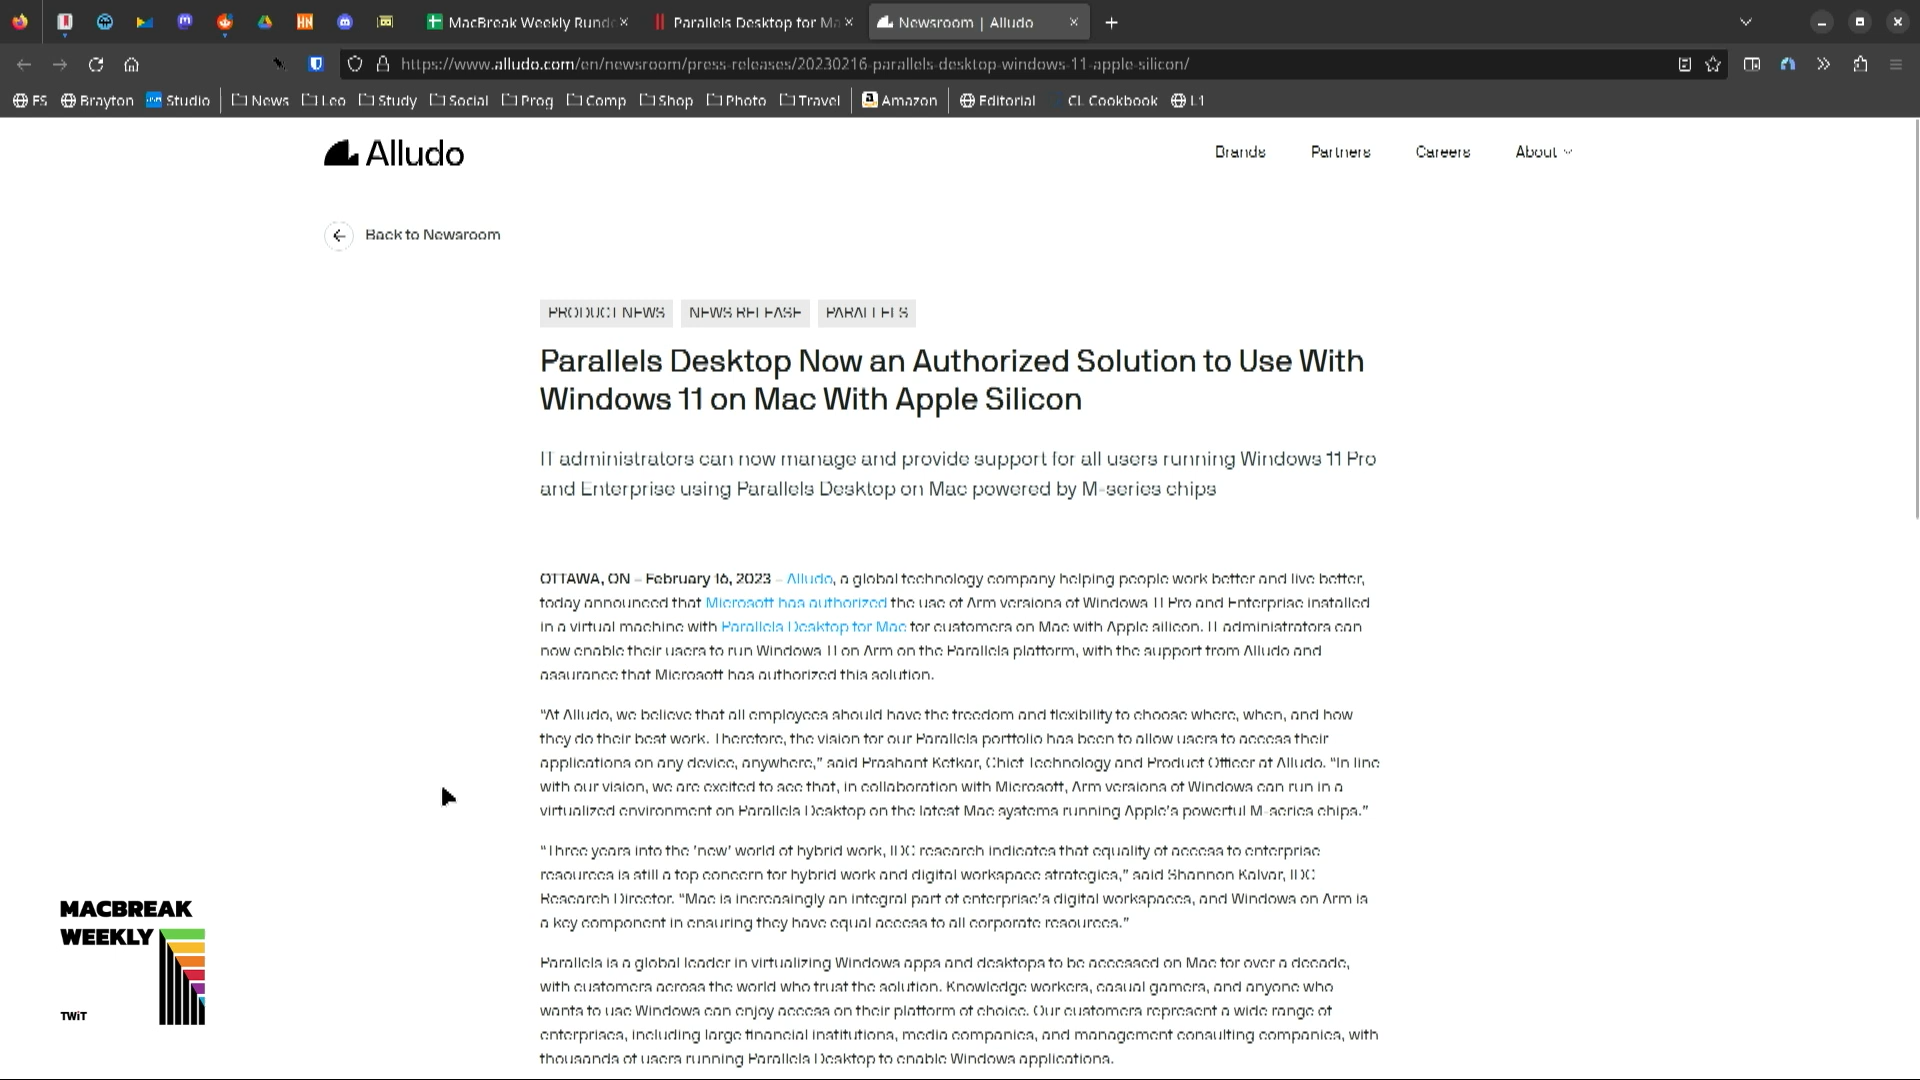 MacBreak Weekly Rund
Parallels Desktop for Ma
Newsroom | Alludo
https://www.alludo.com/en/newsroom/press-releases/20230216-parallels-desktop-windows-11-apple-silicon/
FS Brayton Studio News Leo Study Social Prog Comp Shop Photo Travel Amazon Editorial CL Cookbook L1
Alludo
Brands Partners Careers About
Back to Newsroom
PRODUCT NEWS NEWS RELEASE PARALLELS
Parallels Desktop Now an Authorized Solution to Use With
Windows 11 on Mac With Apple Silicon
IT administrators can now manage and provide support for all users running Windows 11 Pro
and Enterprise using Parallels Desktop on Mac powered by M-series chips
OTTAWA, ON – February 16, 2023 – Alludo, a global technology company helping people work better and live better,
today announced that Microsoft has authorized the use of Arm versions of Windows 11 Pro and Enterprise installed
in a virtual machine with Parallels Desktop for Mac for customers on Mac with Apple silicon. IT administrators can
now enable their users to run Windows 11 on Arm on the Parallels platform, with the support from Alludo and
assurance that Microsoft has authorized this solution.
“At Alludo, we believe that all employees should have the freedom and flexibility to choose where, when, and how
they do their best work. Therefore, the vision for our Parallels portfolio has been to allow users to access their
applications on any device, anywhere,” said Prashant Ketkar, Chief Technology and Product Officer at Alludo. “In line
with our vision, we are excited to see that, in collaboration with Microsoft, Arm versions of Windows can run in a
virtualized environment on Parallels Desktop on the latest Mac systems running Apple’s powerful M-series chips.”
“Three years into the ‘new’ world of hybrid work, IDC research indicates that equality of access to enterprise
resources is still a top concern for hybrid work and digital workspace strategies,” said Shannon Kalvar, IDC
Research Director. “Mac is increasingly an integral part of enterprise’s digital workspaces, and Windows on Arm is
a key component in ensuring they have equal access to all corporate resources.”
Parallels is a global leader in virtualizing Windows apps and desktops to be accessed on Mac for over a decade,
with customers across the world who trust the solution. Knowledge workers, casual gamers, and anyone who
wants to use Windows can enjoy access on their platform of choice. Our customers represent a wide range of
enterprises, including large financial institutions, media companies, and management consulting companies, with
thousands of users running Parallels Desktop to enable Windows applications.
MACBREAK
WEEKLY
TWiT